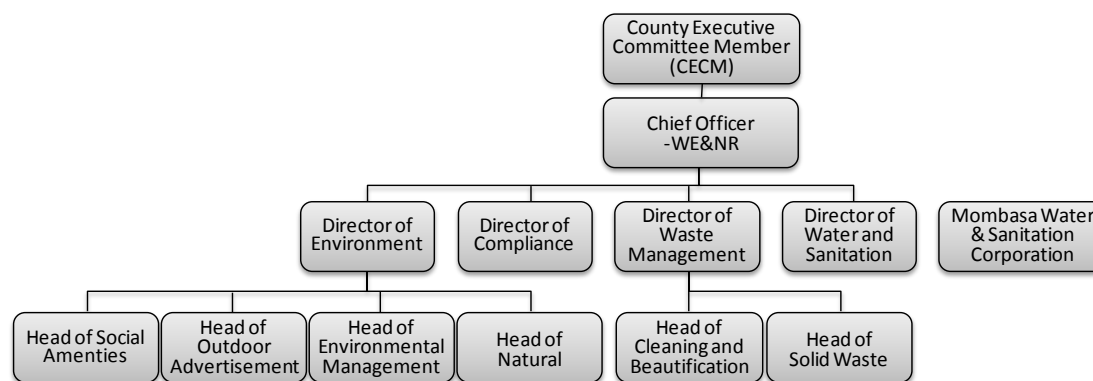 County Executive
Committee Member
(CECM)
Chief Officer
-WE&NR
Director of
Environment
Director of
Compliance
Director of
Waste
Management
Director of
Water and
Sanitation
Mombasa Water
& Sanitation
Corporation
Head of Social
Amenties
Head of
Outdoor
Advertisement
Head of
Environmental
Management
Head of
Natural
Head of
Cleaning and
Beautification
Head of
Solid Waste